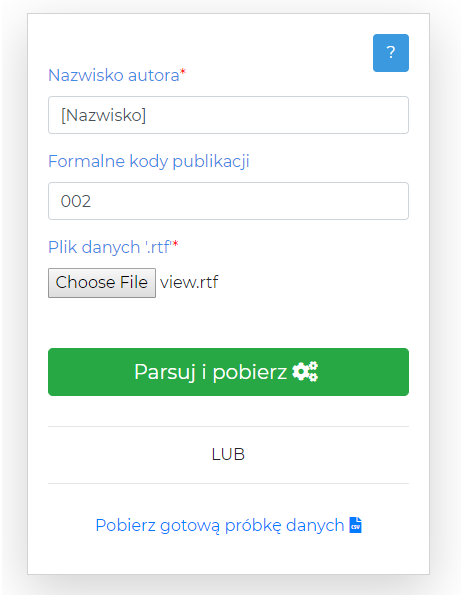 ?
Nazwisko autora*
[Nazwisko]
Formalne kody publikacji
002
Plik danych '.rtf'*
Choose File view.rtf
Parsuj i pobierz
LUB
Pobierz gotową próbkę danych CSV